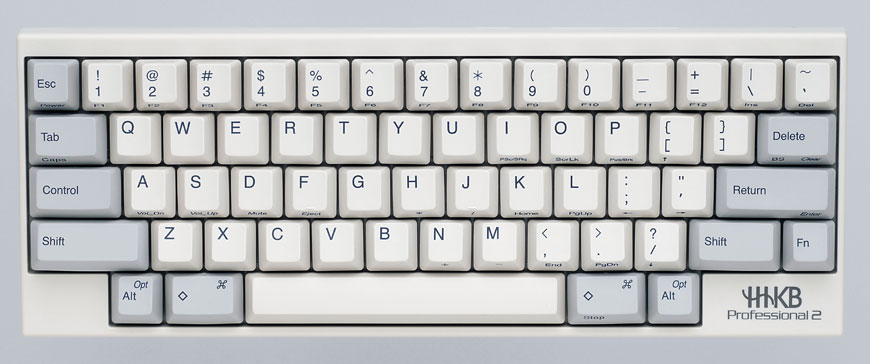 Esc ! 1 @ 2 # 3 $ 4 % 5 ^ 6 & 7 * 8 ( 9 ) 0 — - + = | \ ~ `
Power F1 F2 F3 F4 F5 F6 F7 F8 F9 F10 F11 F12 Ins Del
Tab Q W E R T Y U I O P { [ } ] Delete
Caps PSc/SRq ScrLk Pus/Brk ↑ BS Clear
Control A S D F G H J K L : ; " ' Return
Vol_Dn Vol_Up Mute Eject * / Home PgUp ← → Enter
Shift Z X C V B N M < , > . ? / Shift Fn
+ − End PgDn ↓
Alt Opt ◇ ⌘ ◇ ⌘ Alt Opt
Stop
HHKB
Professional 2